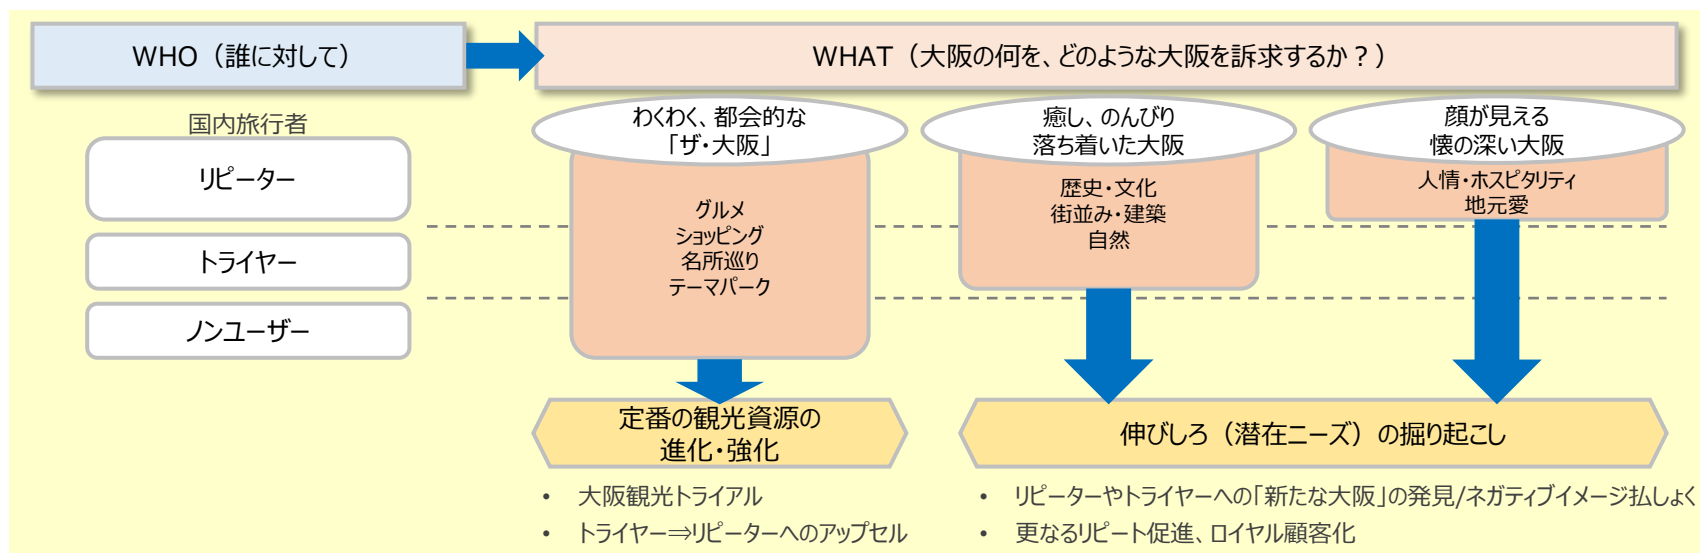 WHO（誰に対して）
WHAT（大阪の何を、どのような大阪を訴求するか？）
国内旅行者
リピーター
トライヤー
ノンユーザー
わくわく、都会的な
「ザ・大阪」
グルメ
ショッピング
名所巡り
テーマパーク
癒し、のんびり
落ち着いた大阪
歴史・文化
街並み・建築
自然
顔が見える
懐の深い大阪
人情・ホスピタリティ
地元愛
定番の観光資源の
進化・強化
• 大阪観光トライアル
• トライヤー⇒リピーターへのアップセル
伸びしろ（潜在ニーズ）の掘り起こし
• リピーターやトライヤーへの「新たな大阪」の発見/ネガティブイメージ払しょく
• 更なるリピート促進、ロイヤル顧客化